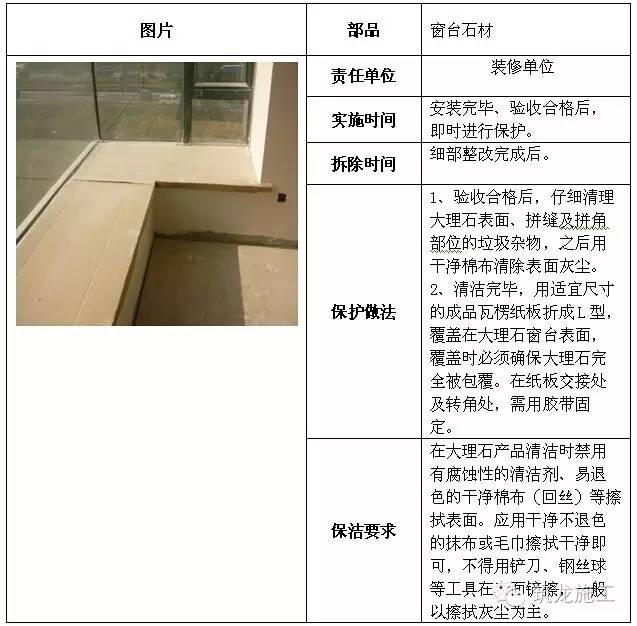 图片
部品
窗台石材
责任单位
装修单位
实施时间
安装完毕、验收合格后，
即时进行保护。
拆除时间
细部整改完成后。
保护做法
1、验收合格后，仔细清理
大理石表面、拼缝及拼角
部位的垃圾杂物，之后用
干净棉布清除表面灰尘。
2、清洁完毕，用适宜尺寸
的成品瓦楞纸板折成L型，
覆盖在大理石窗台表面，
覆盖时必须确保大理石完
全被包覆。在纸板交接处
及转角处，需用胶带固
定。
保洁要求
在大理石产品清洁时禁用
有腐蚀性的清洁剂、易退
色的干净棉布（回丝）等擦
拭表面。应用干净不退色
的抹布或毛巾擦拭干净即
可，不得用铲刀、钢丝球
等工具在面铲擦，一般
以擦拭灰尘为主。
筑龙施工